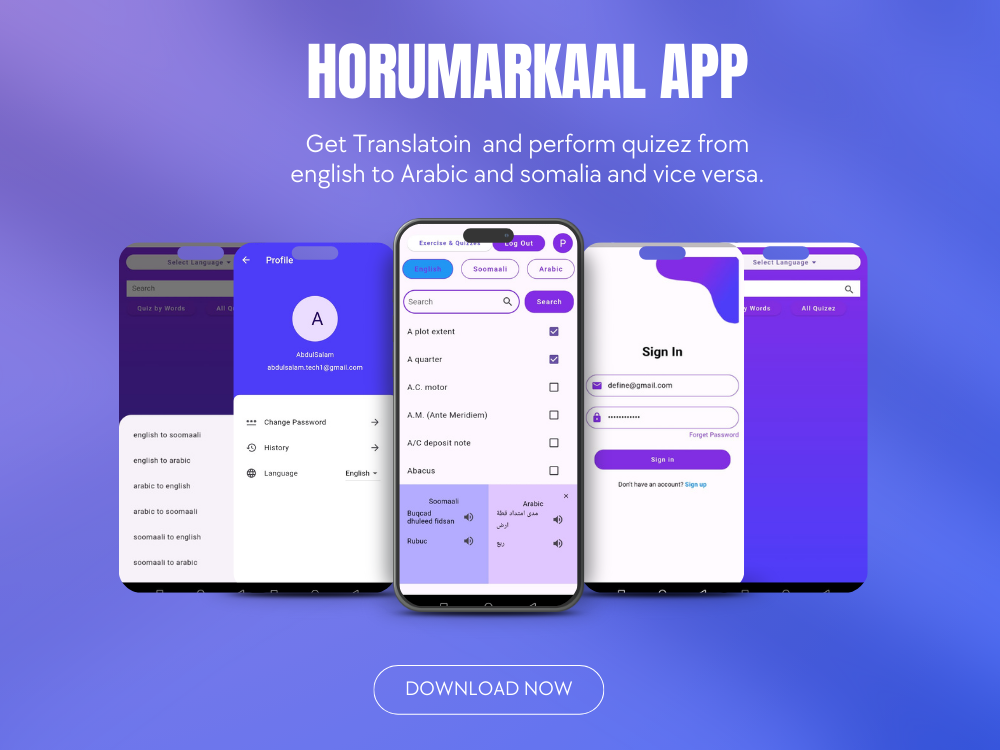 HORUMARKAAL APP
Get Translatoin and perform quizez from
english to Arabic and somalia and vice versa.
Select Language
Search
Quiz by Words
english to soomaali
english to arabic
arabic to english
arabic to soomaali
soomaali to english
soomaali to arabic
Profile
A
AbdulSalam
abdulsalam.tech1@gmail.com
Change Password
History
Language English
Exercise & Quizzes Log Out P
English Soomaali Arabic
Search Search
A plot extent
A quarter
A.C. motor
A.M. (Ante Meridiem)
A/C deposit note
Abacus
Soomaali
Buqcad
dhuleed fidsan
Rubuc
Arabic
مدى امتداد قطة
ارض
ربع
Sign In
define@gmail.com
Forget Password
Sign in
Don't have an account? Sign up
Select Language
Words All Quizez
DOWNLOAD NOW